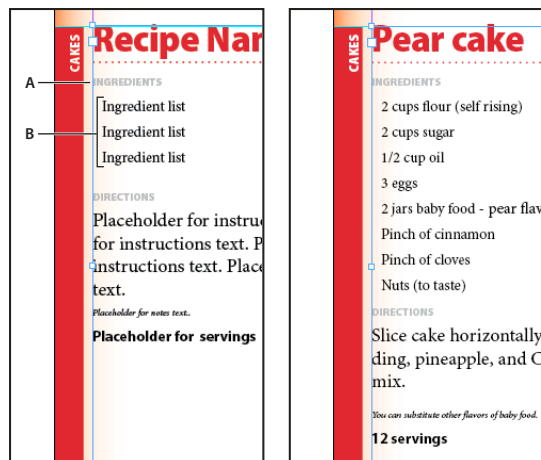 CAKES
Recipe Nar
A
INGREDIENTS
B
Ingredient list
Ingredient list
Ingredient list
DIRECTIONS
Placeholder for instruc
for instructions text. P
instructions text. Place
text.
Placeholder for notes text..
Placeholder for servings
CAKES
Pear cake
INGREDIENTS
2 cups flour (self rising)
2 cups sugar
1/2 cup oil
3 eggs
2 jars baby food - pear flav
Pinch of cinnamon
Pinch of cloves
Nuts (to taste)
DIRECTIONS
Slice cake horizontally
ding, pineapple, and C
mix.
You can substitute other flavors of baby food.
12 servings